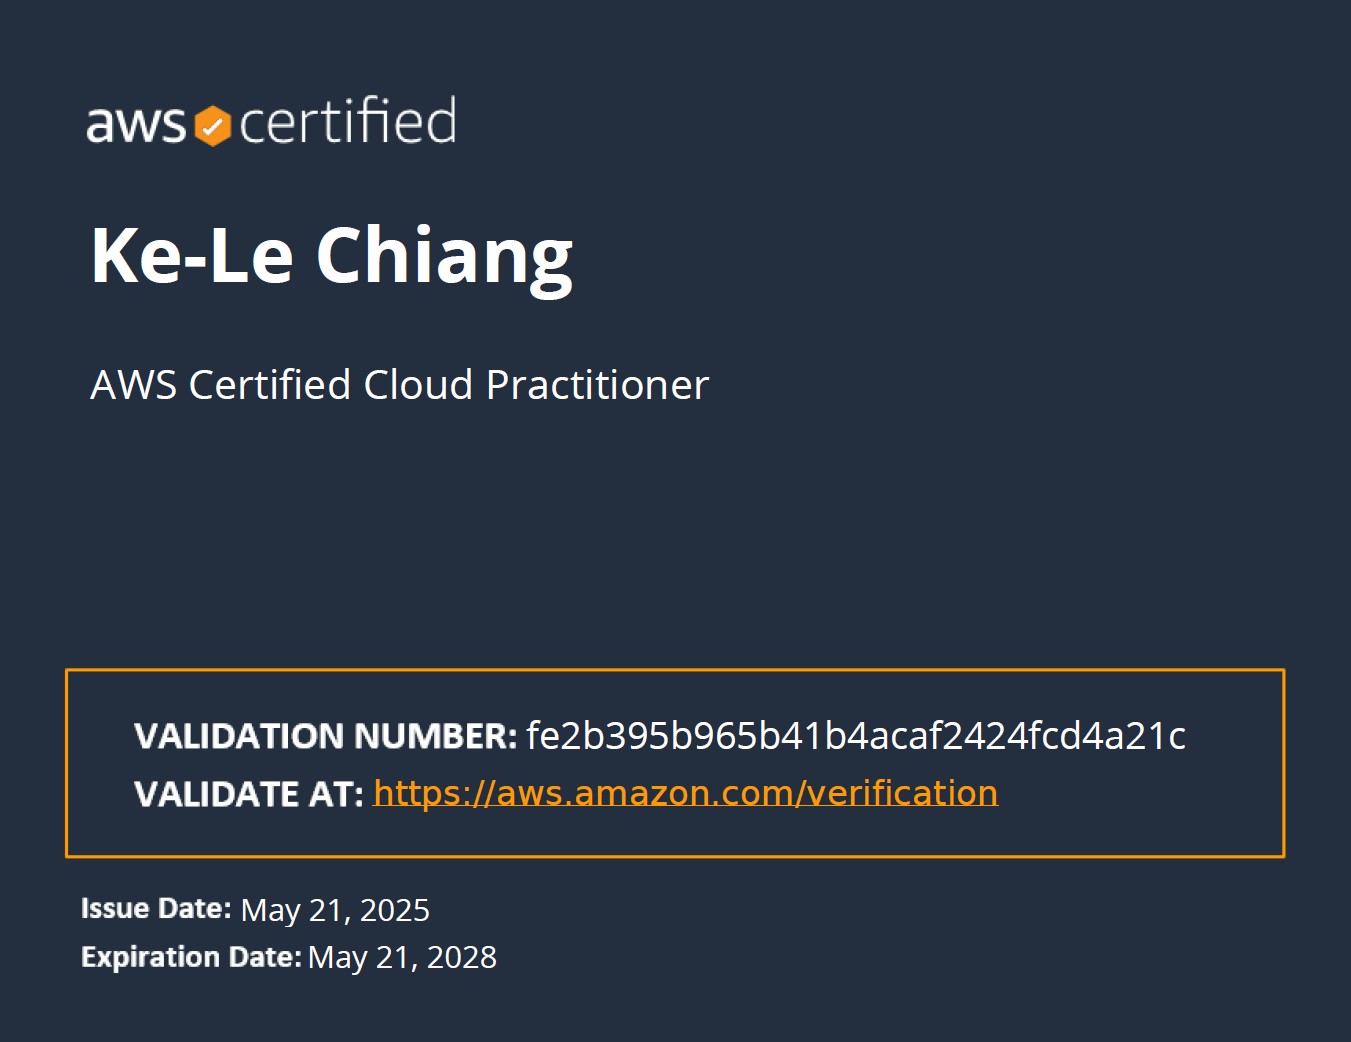 aws certified
Ke-Le Chiang
AWS Certified Cloud Practitioner
VALIDATION NUMBER: fe2b395b965b41b4acaf2424fcd4a21c
VALIDATE AT: https://aws.amazon.com/verification
Issue Date: May 21, 2025
Expiration Date: May 21, 2028